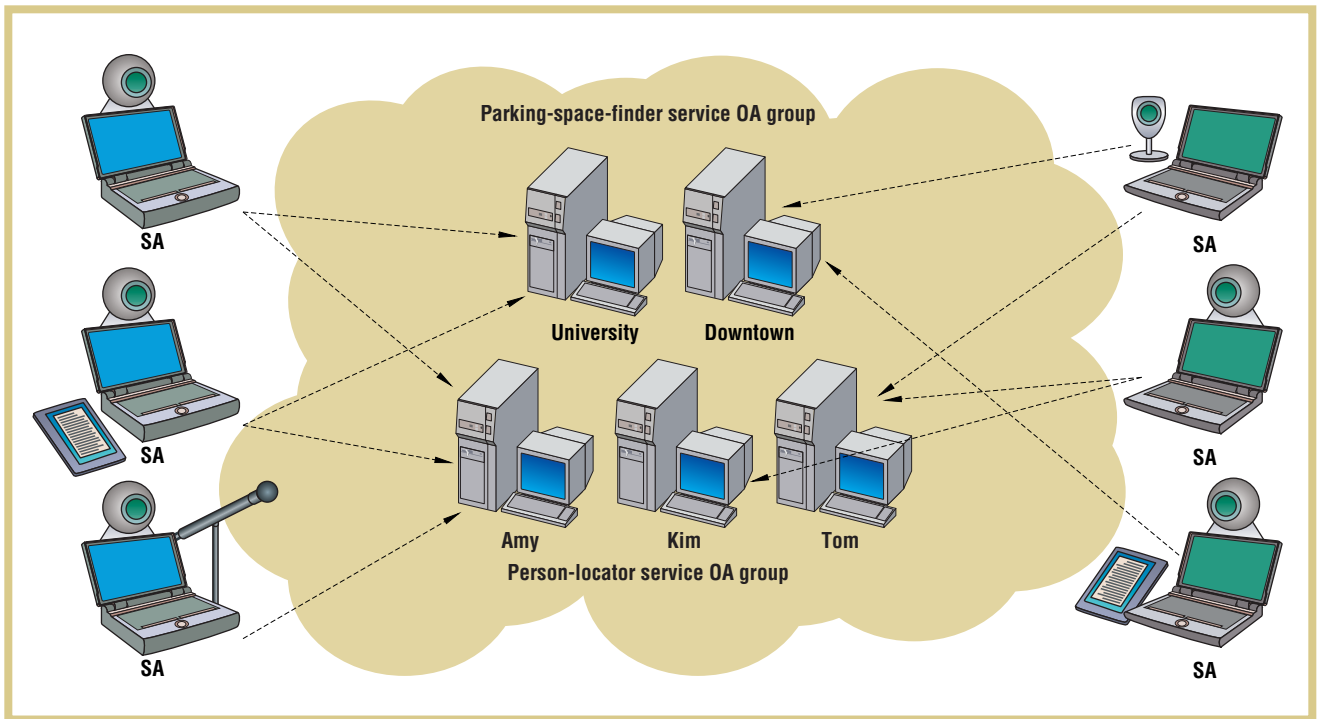 Parking-space-finder service OA group
SA
SA
University
Downtown
SA
SA
Amy
Kim
Tom
Person-locator service OA group
SA
SA